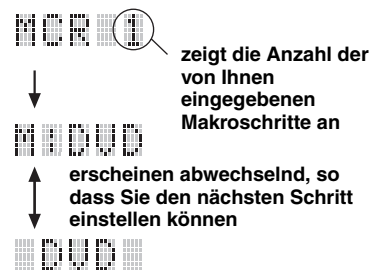 MCR 1
zeigt die Anzahl der
von Ihnen
eingegebenen
Makroschritte an
M1:DVD
erscheinen abwechselnd, so
dass Sie den nächsten Schritt
einstellen können
DVD